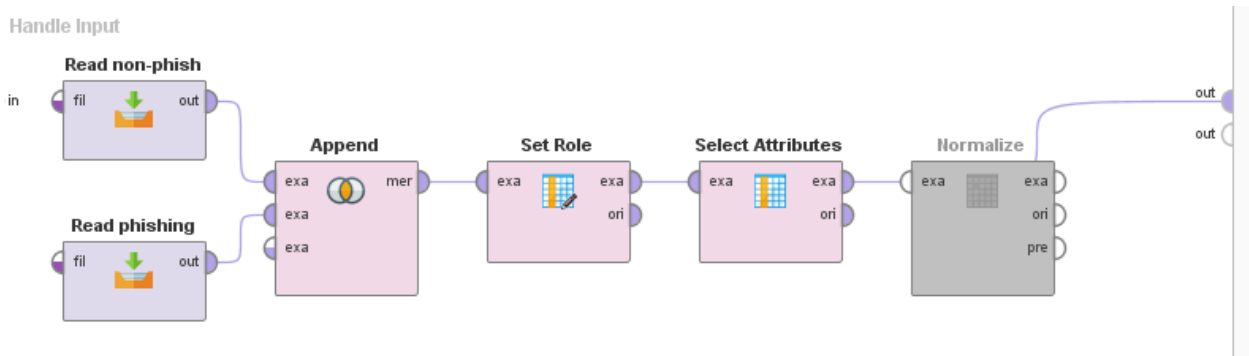 Handle Input
Read non-phish
in
fil
out
Append
exa
mer
exa
exa
Set Role
exa
exa
ori
Select Attributes
exa
exa
ori
Normalize
exa
exa
ori
pre
out
out
Read phishing
fil
out